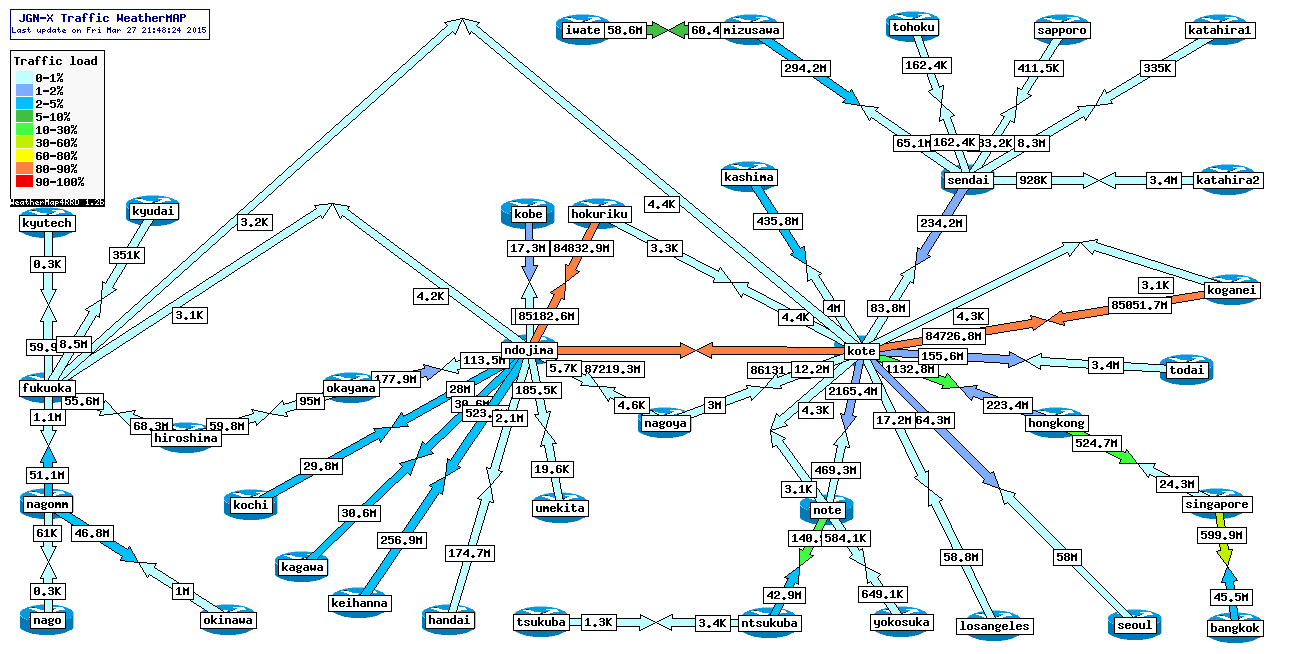 JGN-X Traffic WeatherMAP
Last update on Fri Mar 27 21:48:24 2015
Traffic load
0-1%
1-2%
2-5%
5-10%
10-30%
30-60%
60-80%
80-90%
90-100%
WeatherMap4RRD 1.2b
iwate 58.6M 60.4 mizusawa
tohoku
sapporo
katahira1
294.2M
162.4K
411.5K
335K
65.1M 162.4K 33.2K 8.3M
kashima
sendai 928K 3.4M katahira2
kyutech
kyudai
kobe
hokuriku
3.2K
4.4K
435.8M
234.2M
0.3K
351K
17.3M 84832.9M
3.3K
3.1K
koganei
4.2K
3.1K
85182.6M
4.4K
4M
83.8M
4.3K
85051.7M
84726.8M
59.9 8.5M
ndojima
kote
113.5M
5.7K 87219.3M
86131. 12.2M
1132.8M
155.6M
3.4M
todai
fukuoka
55.6M
177.9M
okayama
28M
185.5K
2165.4M
1.1M
95M
30.6M
523.
2.1M
4.6K
3M
4.3K
223.4M
68.3M
59.8M
hiroshima
nagoya
17.2M 64.3M
hongkong
524.7M
51.1M
29.8M
19.6K
469.3M
24.3M
3.1K
nagomm
kochi
umekita
note
singapore
61K
46.8M
30.6M
256.9M
174.7M
140. 584.1K
58.8M
58M
599.9M
kagawa
0.3K
1M
42.9M
649.1K
45.5M
keihanna
nago
okinawa
handai
tsukuba 1.3K 3.4K ntsukuba
yokosuka
losangeles
seoul
bangkok